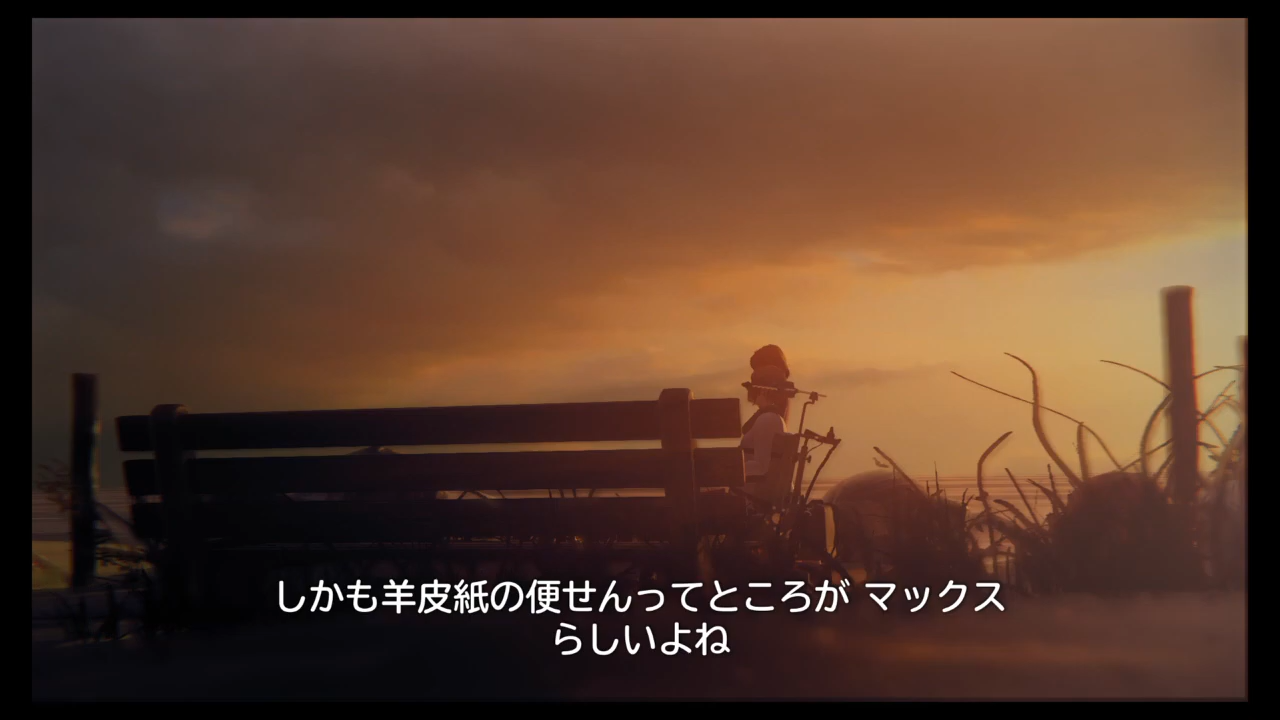 しかも羊皮紙の便せんってところが マックス
らしいよね